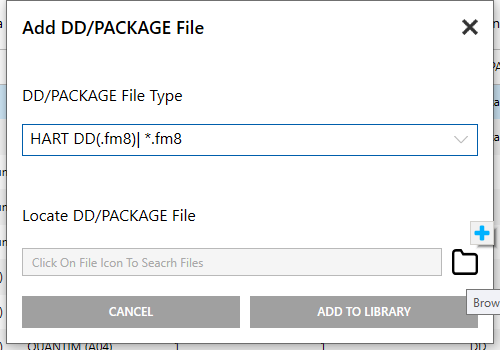 Add DD/PACKAGE File
DD/PACKAGE File Type
HART DD(.fm8)| *.fm8
Locate DD/PACKAGE File
Click On File Icon To Seacrh Files
Brow
CANCEL
ADD TO LIBRARY
QUANTIM (A04)
1
1
DD